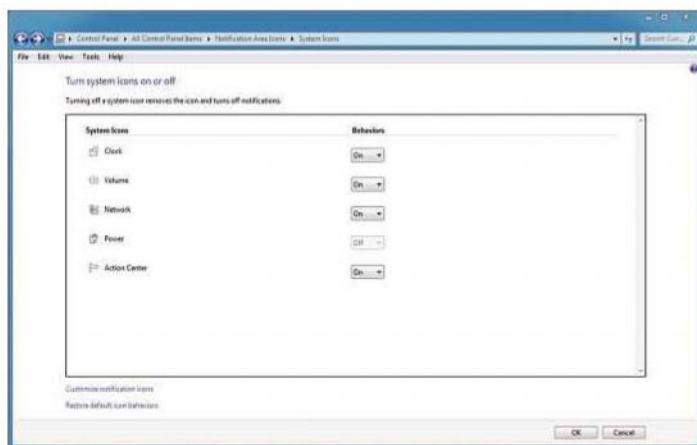 Control Panel ▸ All Control Panel Items ▸ Notification Area Icons ▸ System Icons
File Edit View Tools Help
Turn system icons on or off
Turning off a system icon removes the icon and turns off notifications.
System Icons Behaviors
Clock On
Volume On
Network On
Power Off
Action Center On
Customize notification icons
Restore default icon behaviors
OK Cancel